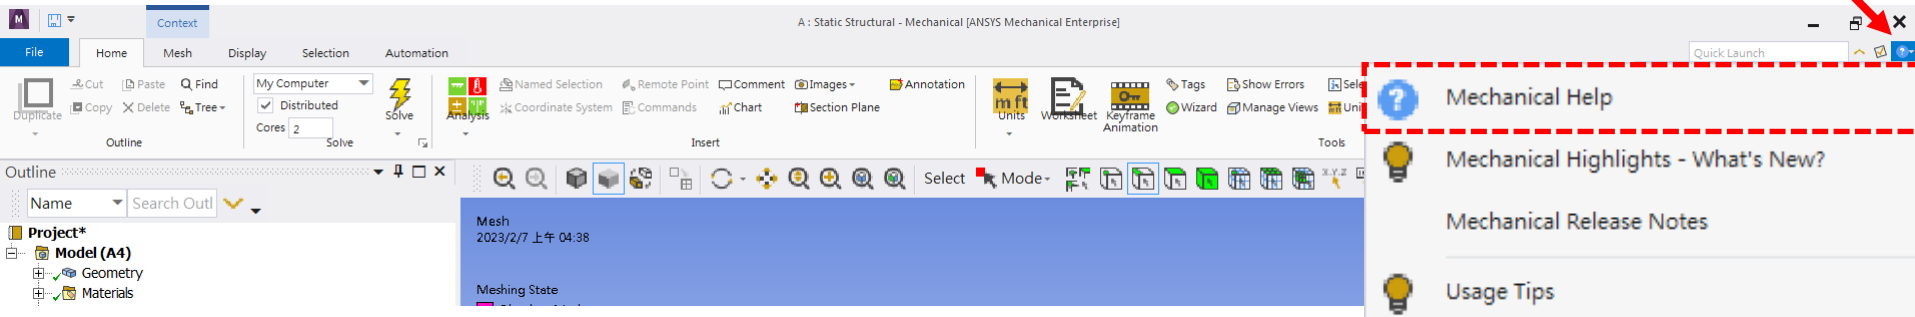 M
Context
A : Static Structural - Mechanical [ANSYS Mechanical Enterprise]
File Home Mesh Display Selection Automation Quick Launch
Duplicate
Cut Paste Find
Copy Delete Tree
Outline
My Computer
Distributed
Cores 2
Solve
Solve
Analysis
Named Selection Remote Point Comment Images Annotation
Coordinate System Commands Chart Section Plane
Insert
m ft
Units
Worksheet
Keyframe
Animation
Tags Show Errors
Wizard Manage Views
Tools
Mechanical Help
Mechanical Highlights - What's New?
Mechanical Release Notes
Usage Tips
Outline
Name Search Outl
Select Mode
X.Y.Z
Project*
Model (A4)
Geometry
Materials
Mesh
2023/2/7 上午 04:38
Meshing State